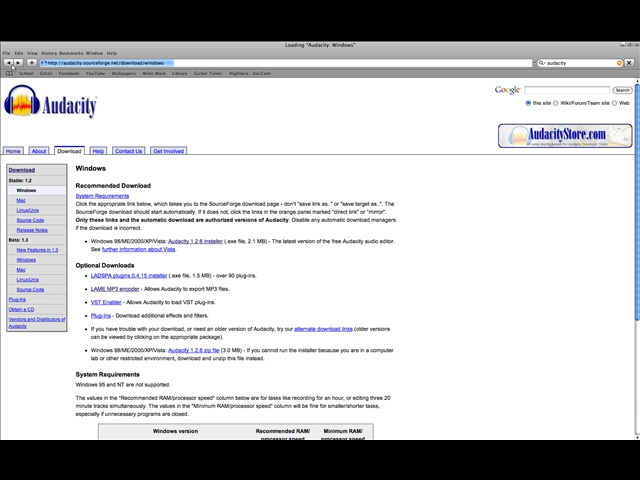 Loading "Audacity: Windows"
File Edit View History Bookmarks Window Help
http://audacity.sourceforge.net/download/windows
audacity
School Gmail Facebook YouTube Wallpapers Alien Ware Library Guitar Tuner
Audacity
Google
Search
this site Wiki/Forum/Team site Web
AudacityStore.com
Home About Download Help Contact Us Get Involved
Download
Stable: 1.2
Windows
Mac
Linux/Unix
Source Code
Release Notes
Beta: 1.3
New Features in 1.3
Windows
Mac
Linux/Unix
Source Code
Plug-Ins
Obtain a CD
Vendors and Distributors of
Audacity
Windows
Recommended Download
System Requirements
Click the appropriate link below, which takes you to the SourceForge download page - don't "save link as.." or "save target as..". The
SourceForge download should start automatically. If it does not, click the links in the orange panel marked "direct link" or "mirror".
Only these links and the automatic download are authorized versions of Audacity. Disable any automatic download managers
if the download is incorrect.
• Windows 98/ME/2000/XP/Vista: Audacity 1.2.6 installer (.exe file, 2.1 MB) - The latest version of the free Audacity audio editor.
See further information about Vista.
Optional Downloads
• LADSPA plugins 0.4.15 installer (.exe file, 1.5 MB) - over 90 plug-ins.
• LAME MP3 encoder - Allows Audacity to export MP3 files.
• VST Enabler - Allows Audacity to load VST plug-ins.
• Plug-Ins - Download additional effects and filters.
• If you have trouble with your download, or need an older version of Audacity, try our alternate download links (older versions
can be viewed by clicking on the appropriate package).
• Windows 98/ME/2000/XP/Vista: Audacity 1.2.6 zip file (3.0 MB) - If you cannot run the installer because you are in a computer
lab or other restricted environment, download and unzip this file instead.
System Requirements
Windows 95 and NT are not supported.
The values in the "Recommended RAM/processor speed" column below are for tasks like recording for an hour, or editing three 20
minute tracks simultaneously. The values in the "Minimum RAM/processor speed" column will be fine for smaller/shorter tasks,
especially if unnecessary programs are closed.
Windows version Recommended RAM/ Minimum RAM/
processor speed processor speed